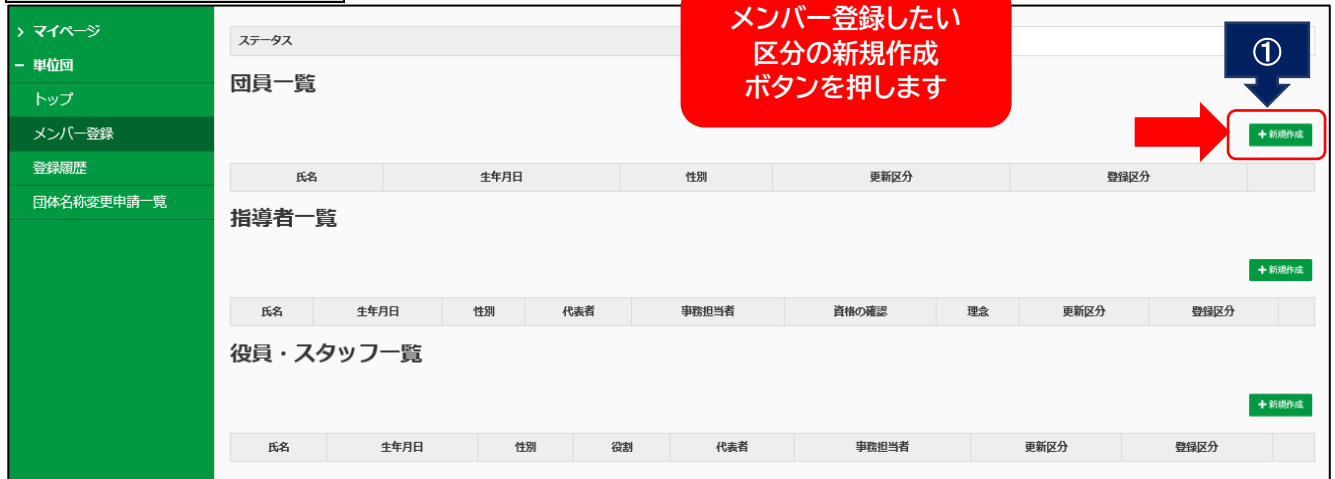 マイページ
単位団
トップ
メンバー登録
登録履歴
団体名称変更申請一覧
ステータス
メンバー登録したい
区分の新規作成
ボタンを押します
①
団員一覧
+新規作成
氏名 生年月日 性別 更新区分 登録区分
指導者一覧
+新規作成
氏名 生年月日 性別 代表者 事務担当者 資格の確認 理念 更新区分 登録区分
役員・スタッフ一覧
+新規作成
氏名 生年月日 性別 役割 代表者 事務担当者 更新区分 登録区分